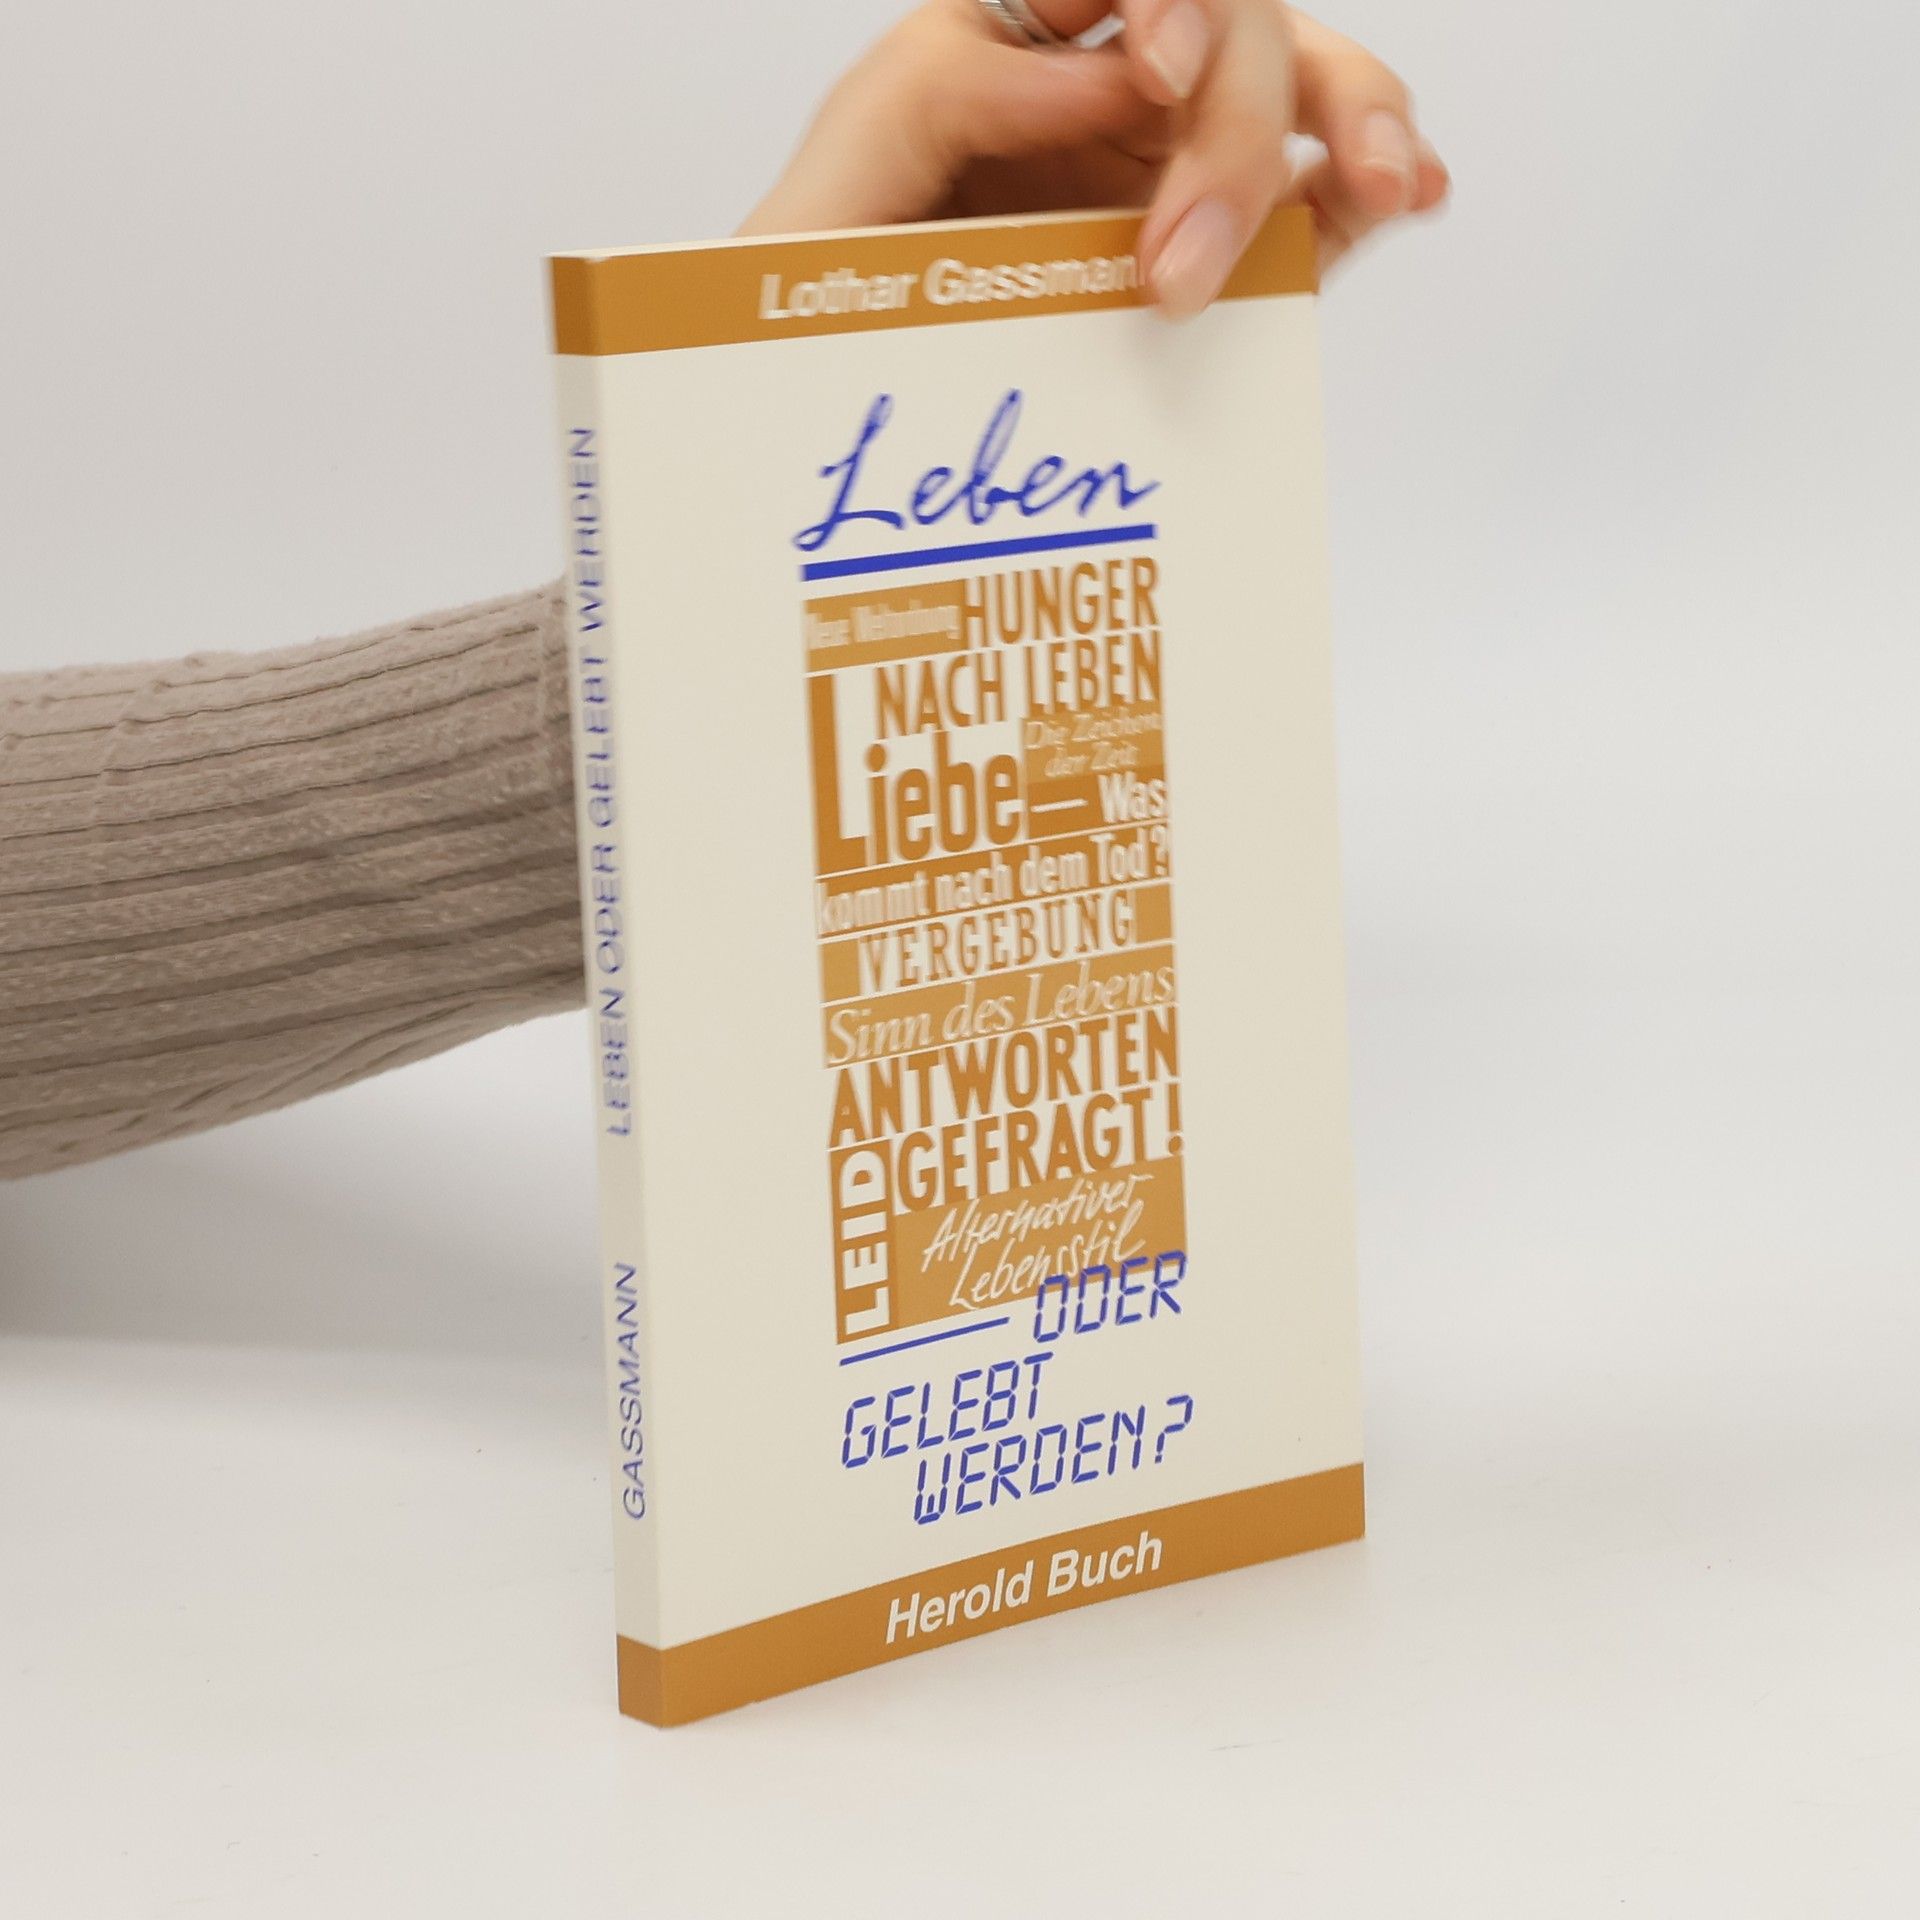 Lothar Gassmann
Leben
HUNGER
NACH LEBEN
Liebe
Die Zeichen
der Zeit
— Was
kommt nach dem Tod?
VERGEBUNG
Sinn des Lebens
ANTWORTEN
GEFRAGT!
LEID
Alternativer
Lebensstil
ODER
GELEBT
WERDEN?
Herold Buch
GASSMANN LEBEN ODER GELEBT WERDEN